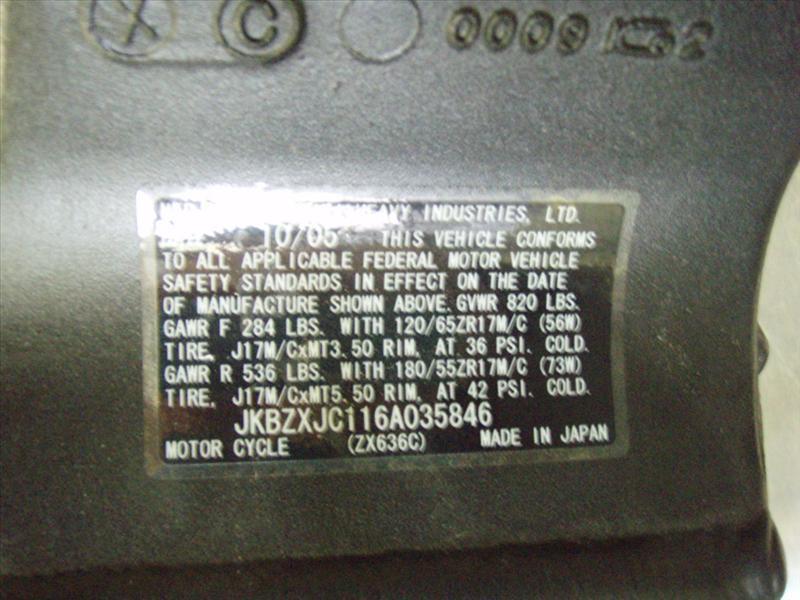 X C 0009
HEAVY INDUSTRIES, LTD.
10/05 THIS VEHICLE CONFORMS
TO ALL APPLICABLE FEDERAL MOTOR VEHICLE
SAFETY STANDARDS IN EFFECT ON THE DATE
OF MANUFACTURE SHOWN ABOVE. GVWR 820 LBS.
GAWR F 284 LBS. WITH 120/65ZR17M/C (56W)
TIRE, J17M/CxMT3.50 RIM, AT 36 PSI. COLD.
GAWR R 536 LBS. WITH 180/55ZR17M/C (73W)
TIRE, J17M/CxMT5.50 RIM, AT 42 PSI. COLD.
JKBZXJC116A035846
MOTOR CYCLE (ZX636C) MADE IN JAPAN